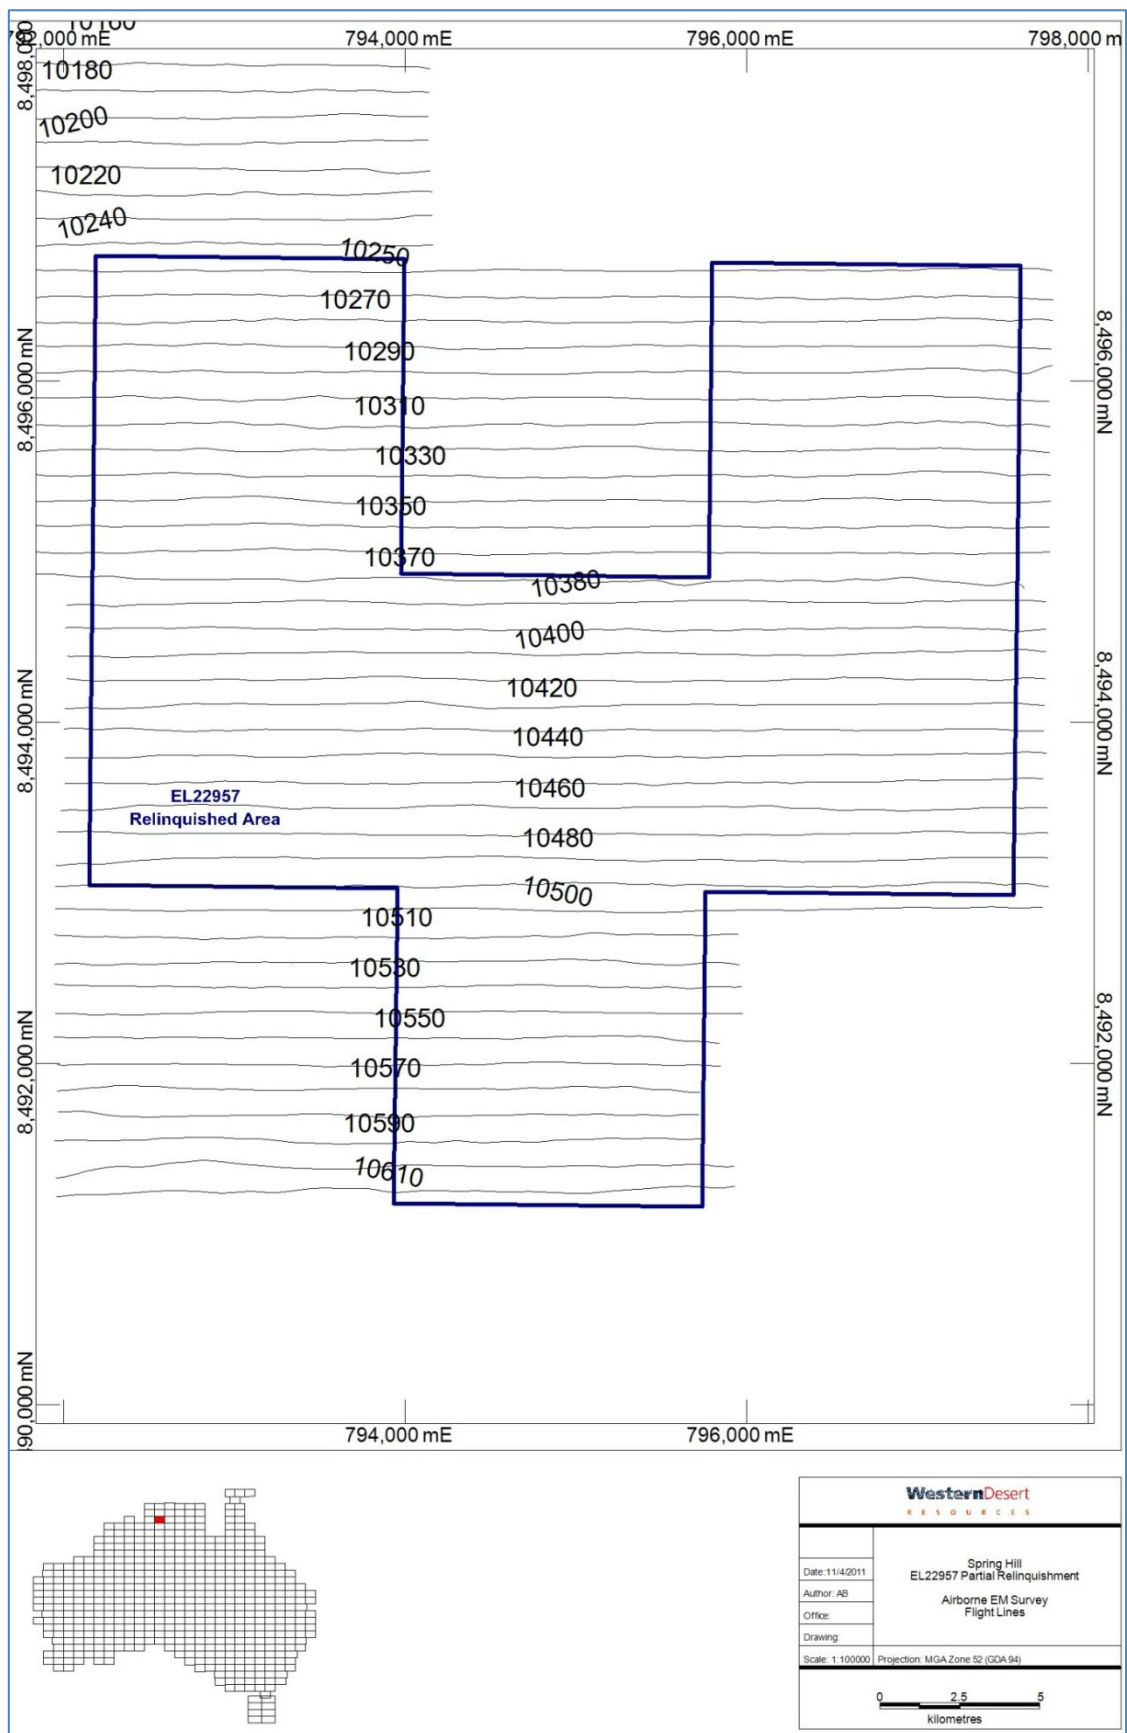 10160
792,000 mE 794,000 mE 796,000 mE 798,000 m
8,498,000
10180
10200
10220
10240
10250
10270
10290
8,496,000 mN
8,496,000 mN
10310
10330
10350
10370
10380
10400
10420
8,494,000 mN
8,494,000 mN
10440
10460
EL22957
Relinquished Area
10480
10500
10510
10530
10550
8,492,000 mN
8,492,000 mN
10570
10590
10610
490,000 mN
794,000 mE 796,000 mE
WesternDesert
RESOURCES
Spring Hill
EL22957 Partial Relinquishment
Airborne EM Survey
Flight Lines
Date: 11/4/2011
Author: AB
Office:
Drawing:
Scale: 1:100000 Projection: MGA Zone 52 (GDA 94)
0 2.5 5
kilometres